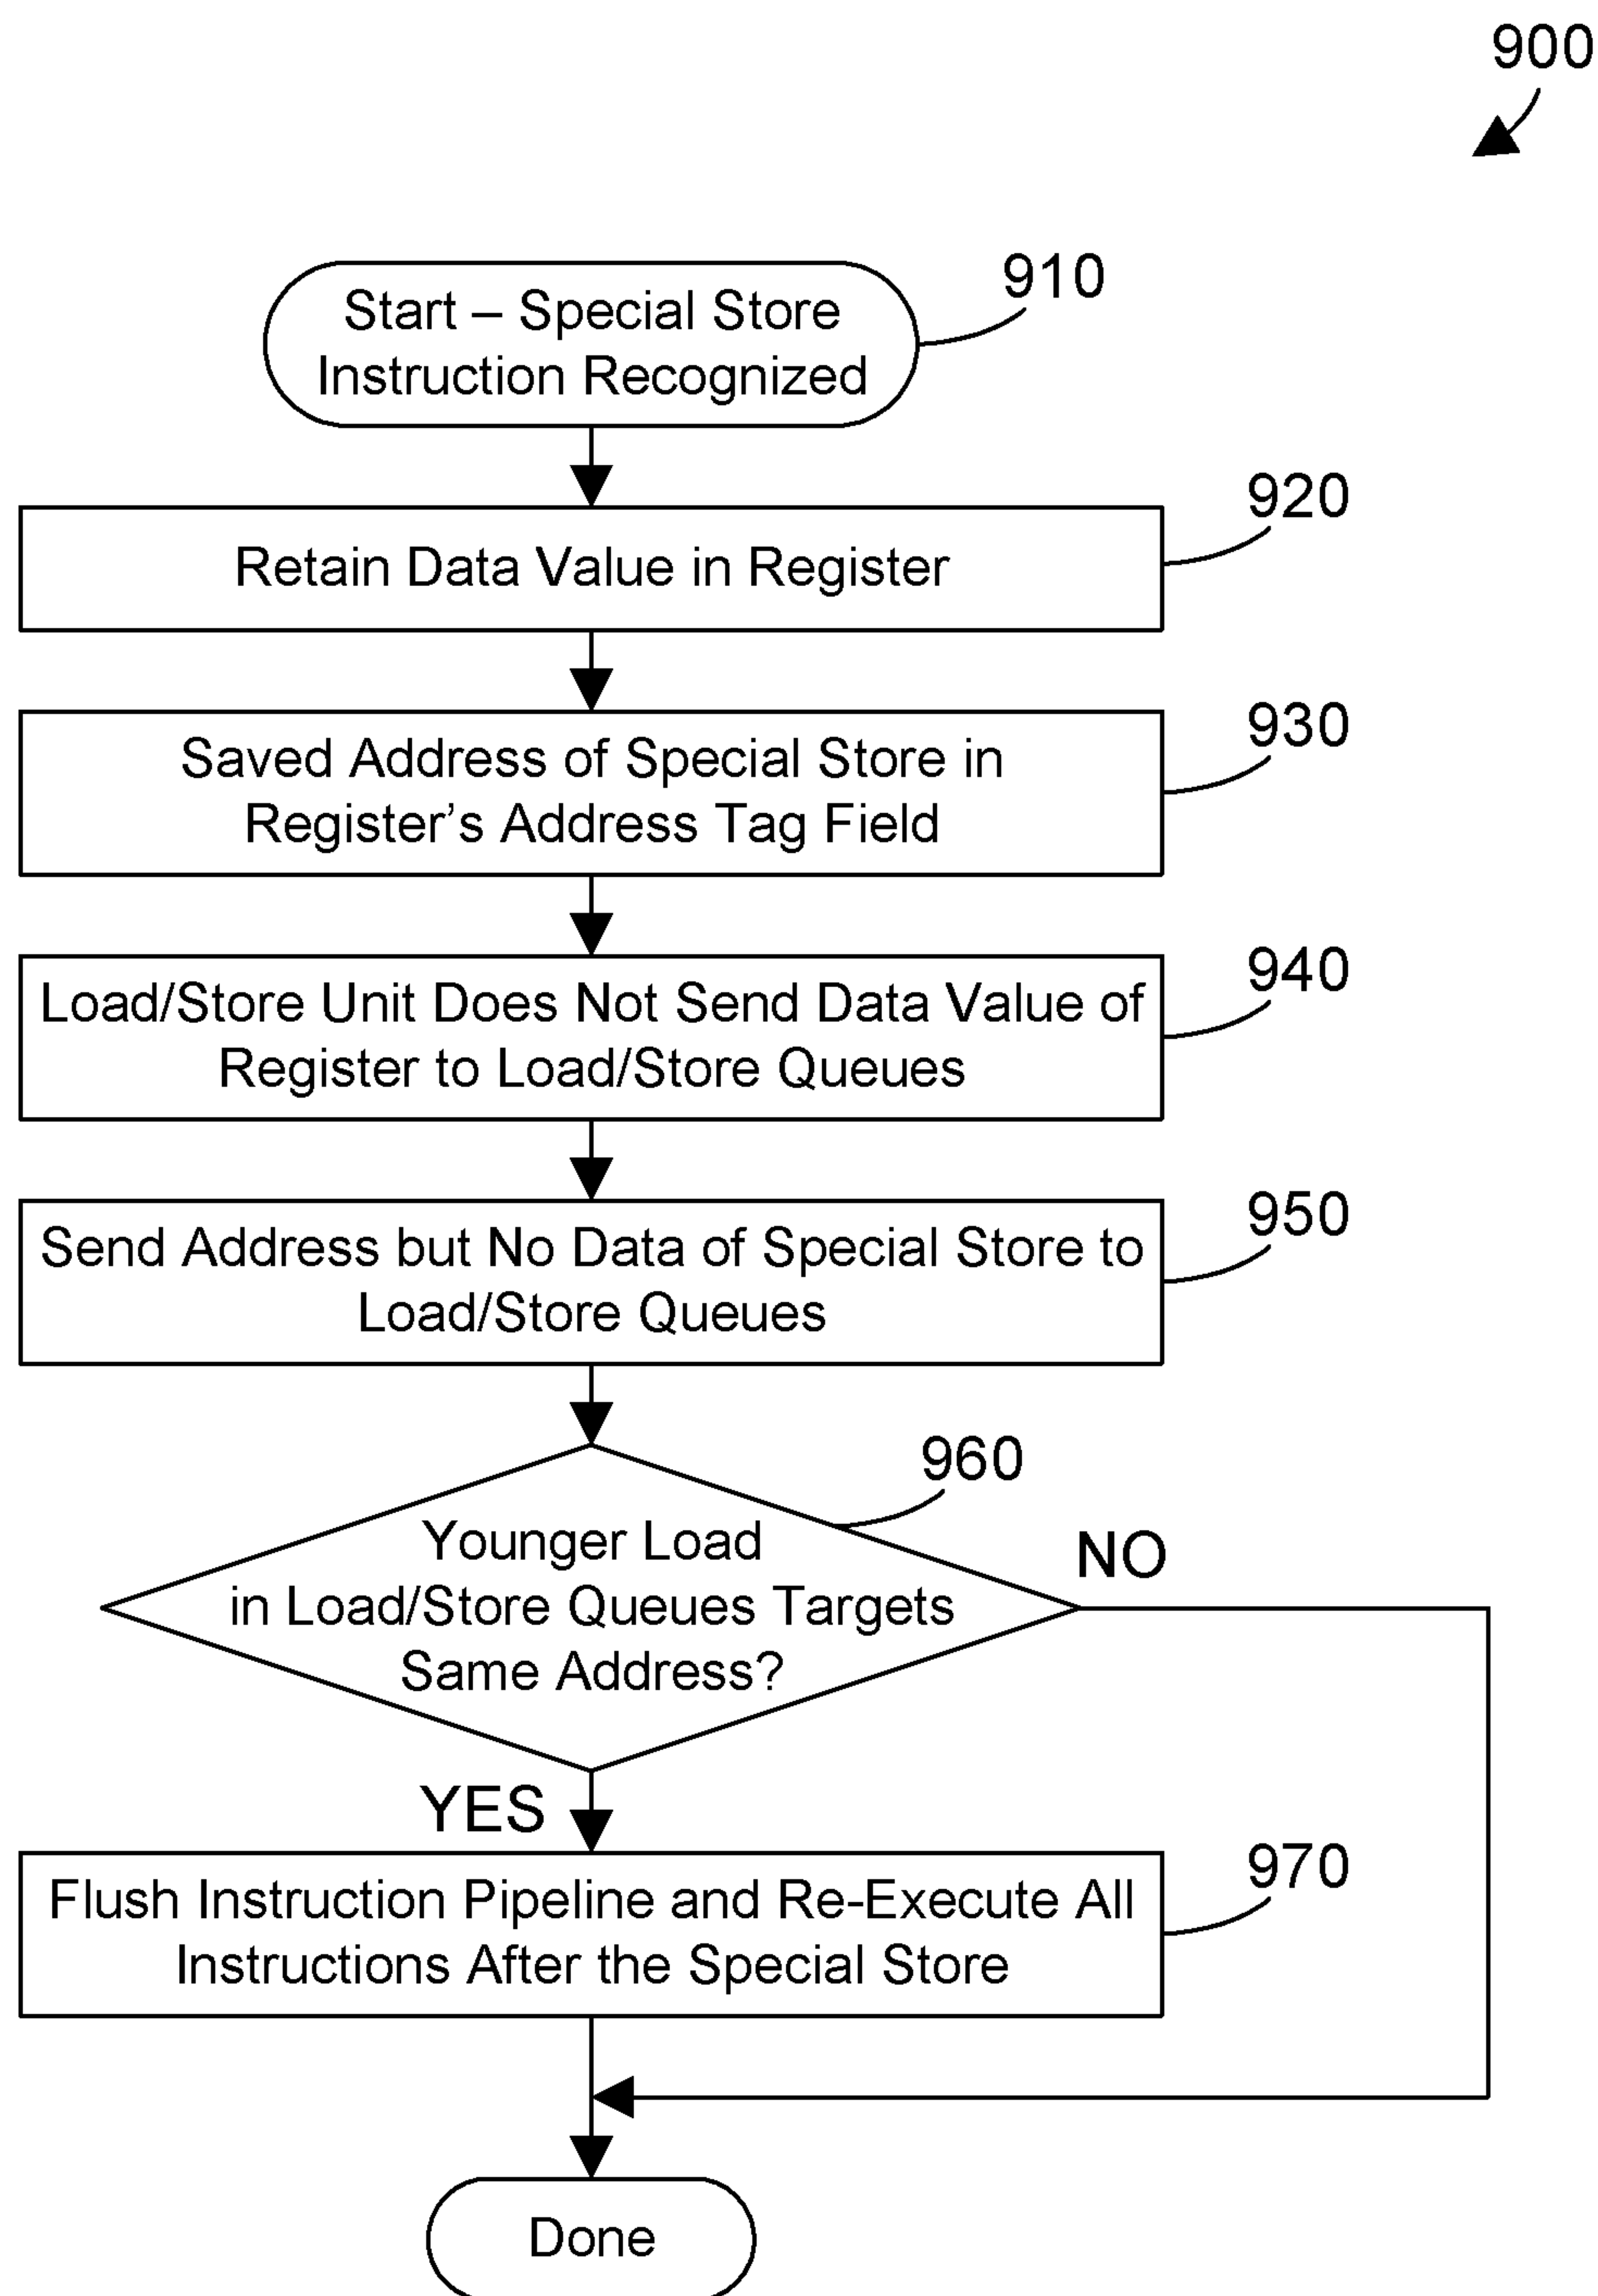 900
910
Start – Special Store
Instruction Recognized
920
Retain Data Value in Register
930
Saved Address of Special Store in
Register's Address Tag Field
940
Load/Store Unit Does Not Send Data Value of
Register to Load/Store Queues
950
Send Address but No Data of Special Store to
Load/Store Queues
960
Younger Load
in Load/Store Queues Targets
Same Address?
NO
YES
970
Flush Instruction Pipeline and Re-Execute All
Instructions After the Special Store
Done